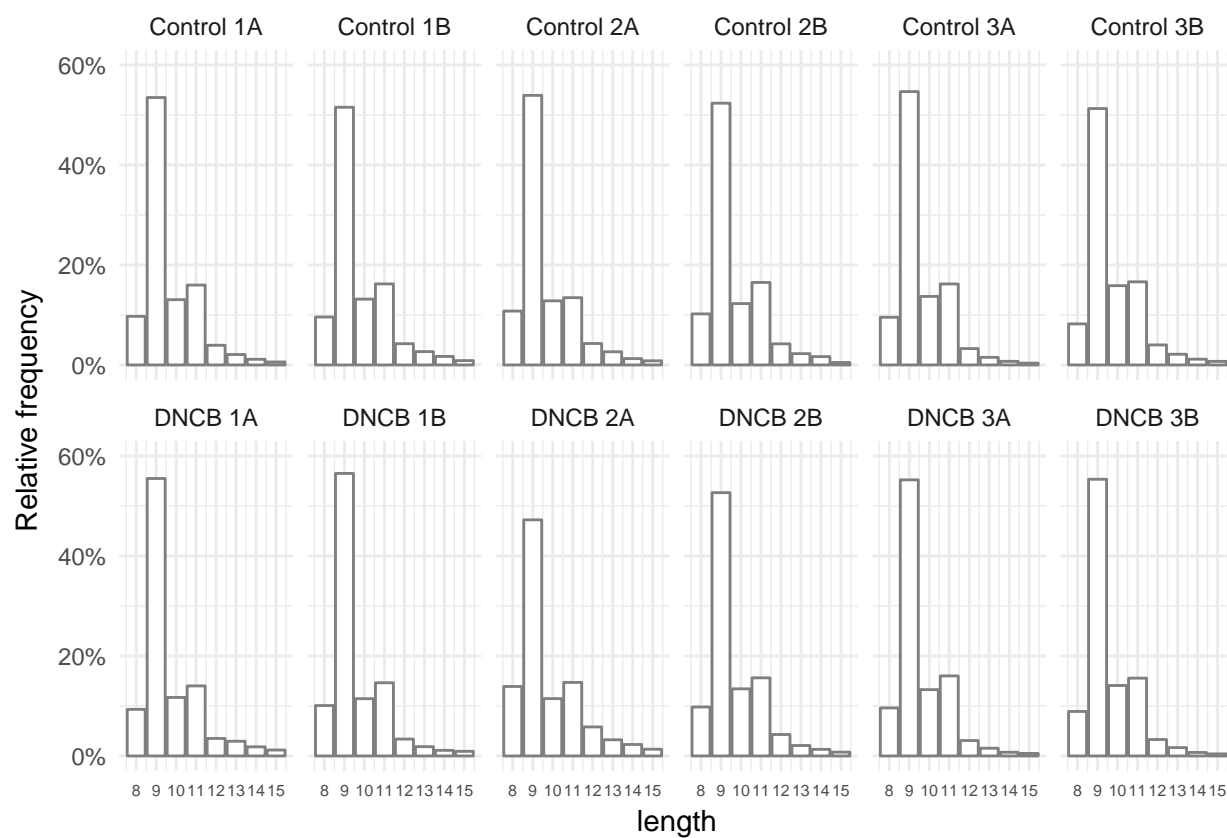 Control 1A Control 1B Control 2A Control 2B Control 3A Control 3B
60%
40%
20%
0%
DNCB 1A DNCB 1B DNCB 2A DNCB 2B DNCB 3A DNCB 3B
60%
40%
20%
0%
8 9 10 11 12 13 14 15 8 9 10 11 12 13 14 15 8 9 10 11 12 13 14 15 8 9 10 11 12 13 14 15 8 9 10 11 12 13 14 15 8 9 10 11 12 13 14 15
length
Relative frequency